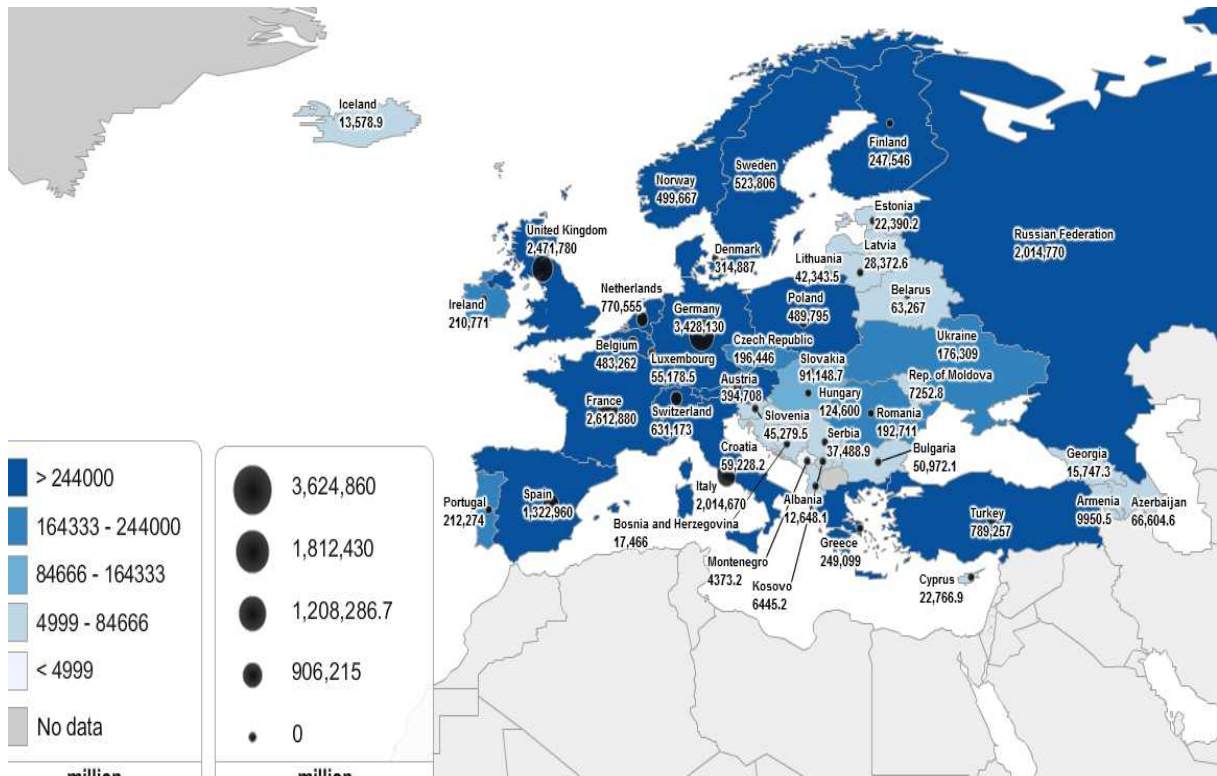 Iceland
13,578.9
Finland
247,546
Sweden
523,806
Norway
499,667
Estonia
22,390.2
United Kingdom
2,471,780
Russian Federation
2,014,770
Denmark
314,887
Latvia
28,372.6
Lithuania
42,343.5
Netherlands
770,555
Belarus
63,267
Ireland
210,771
Germany
3,428,130
Poland
489,795
Ukraine
176,309
Belgium
483,262
Luxembourg
55,178.5
Czech Republic
196,446
Slovakia
91,148.7
Rep. of Moldova
7252.8
Austria
394,708
Hungary
124,600
France
2,612,880
Switzerland
631,173
Slovenia
45,279.5
Romania
192,711
Serbia
37,488.9
Croatia
59,228.2
Bulgaria
50,972.1
Georgia
15,747.3
Italy
2,014,670
Portugal
212,274
Spain
1,322,960
Albania
12,648.1
Armenia
9950.5
Azerbaijan
66,604.6
Turkey
789,257
Bosnia and Herzegovina
17,466
Greece
249,099
Montenegro
4373.2
Kosovo
6445.2
Cyprus
22,766.9
> 244000
164333 - 244000
84666 - 164333
4999 - 84666
< 4999
No data
million
3,624,860
1,812,430
1,208,286.7
906,215
0
million